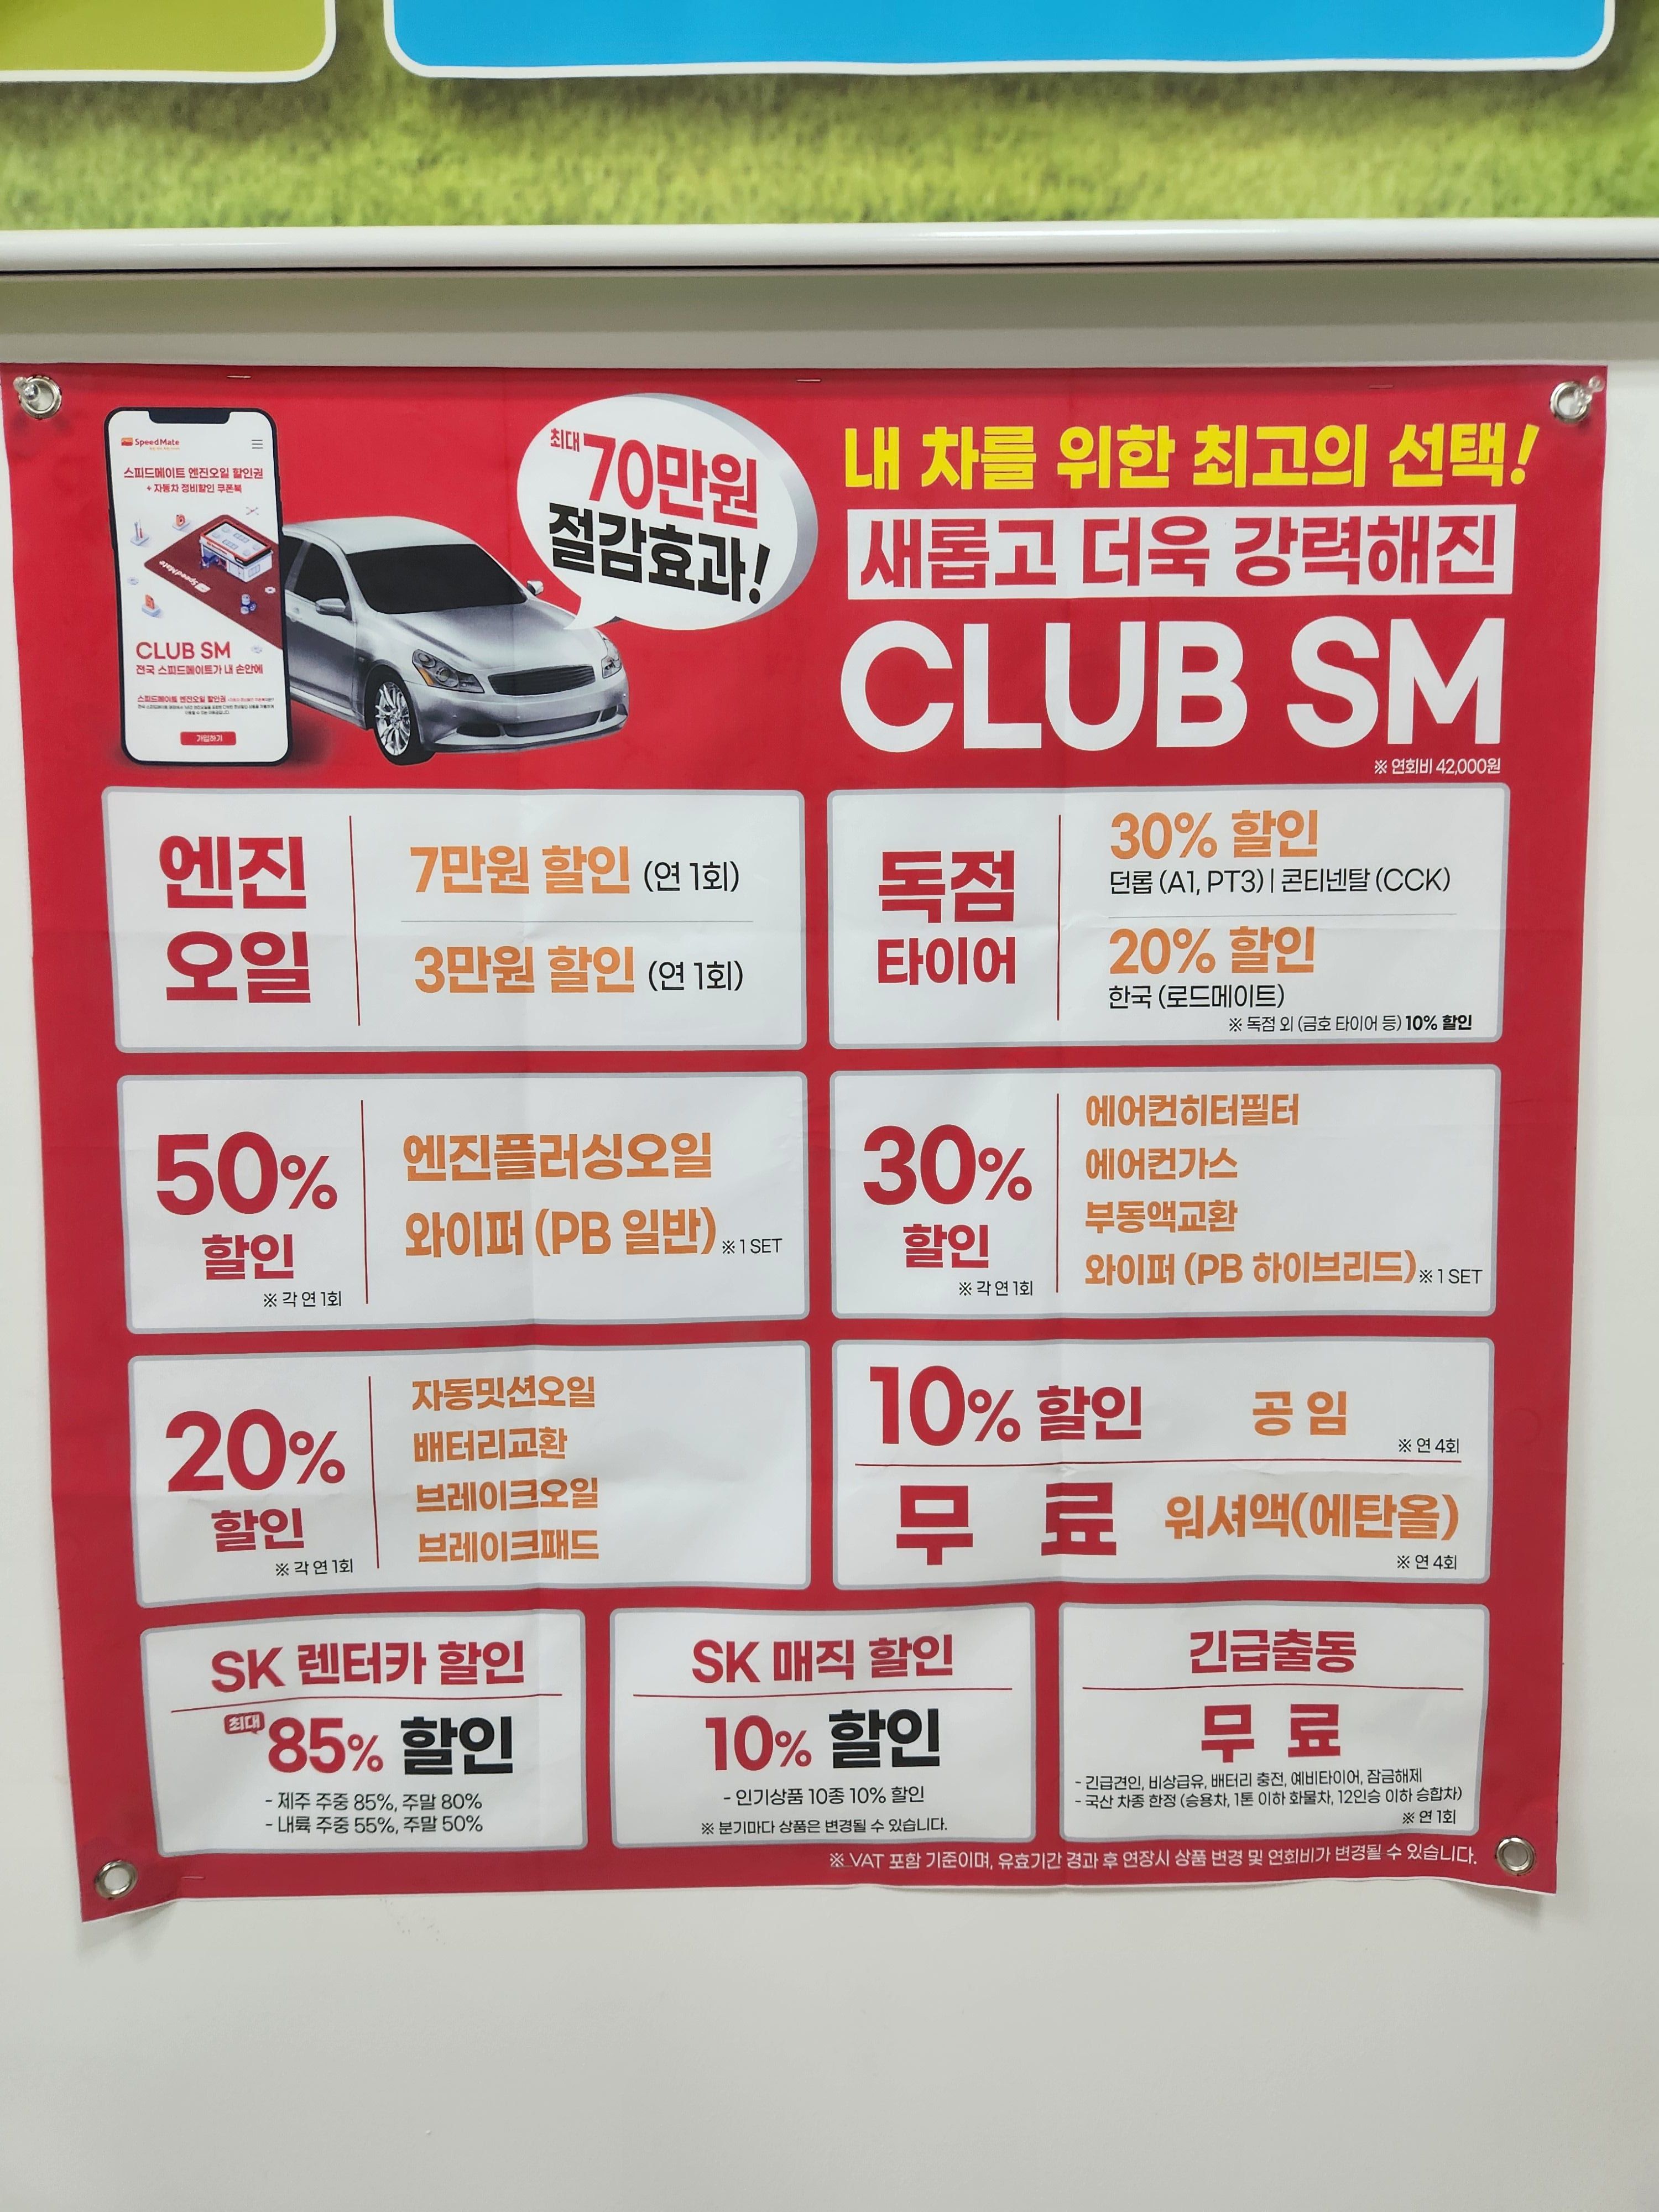 SpeedMate
스피드메이트 엔진오일 할인권
+ 자동차 정비할인 쿠폰북
SpeedMate
CLUB SM
전국 스피드메이트가 내 손안에
스피드메이트 엔진오일 할인권
가입하기
최대 70만원
절감효과!
내 차를 위한 최고의 선택!
새롭고 더욱 강력해진
CLUB SM
※ 연회비 42,000원
엔진
오일
7만원 할인 (연 1회)
3만원 할인 (연 1회)
독점
타이어
30% 할인
던롭 (A1, PT3) | 콘티넨탈 (CCK)
20% 할인
한국 (로드메이트)
※ 독점 외 (금호 타이어 등) 10% 할인
50%
할인
※ 각 연 1회
엔진플러싱오일
와이퍼 (PB 일반) ※ 1 SET
30%
할인
※ 각 연 1회
에어컨히터필터
에어컨가스
부동액교환
와이퍼 (PB 하이브리드) ※ 1 SET
20%
할인
※ 각 연 1회
자동밋션오일
배터리교환
브레이크오일
브레이크패드
10% 할인 공 임
※ 연 4회
무 료 워셔액(에탄올)
※ 연 4회
SK 렌터카 할인
최대 85% 할인
- 제주 주중 85%, 주말 80%
- 내륙 주중 55%, 주말 50%
SK 매직 할인
10% 할인
- 인기상품 10종 10% 할인
※ 분기마다 상품은 변경될 수 있습니다.
긴급출동
무 료
- 긴급견인, 비상급유, 배터리 충전, 예비타이어, 잠금해제
- 국산 차종 한정 (승용차, 1톤 이하 화물차, 12인승 이하 승합차)
※ 연 1회
※ VAT 포함 기준이며, 유효기간 경과 후 연장시 상품 변경 및 연회비가 변경될 수 있습니다.